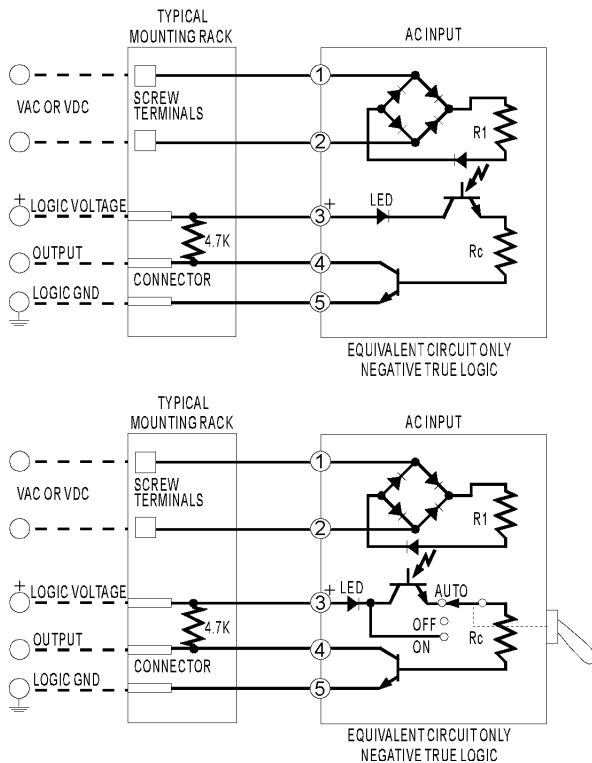 TYPICAL
MOUNTING RACK
AC INPUT
1
VAC OR VDC
SCREW
TERMINALS
2
R1
+
LOGIC VOLTAGE
3
+
LED
4.7K
Rc
OUTPUT
4
CONNECTOR
LOGIC GND
5
EQUIVALENT CIRCUIT ONLY
NEGATIVE TRUE LOGIC
TYPICAL
MOUNTING RACK
AC INPUT
1
VAC OR VDC
SCREW
TERMINALS
2
R1
+
LOGIC VOLTAGE
3
+
LED
AUTO
4.7K
OFF
ON
Rc
OUTPUT
4
CONNECTOR
LOGIC GND
5
EQUIVALENT CIRCUIT ONLY
NEGATIVE TRUE LOGIC